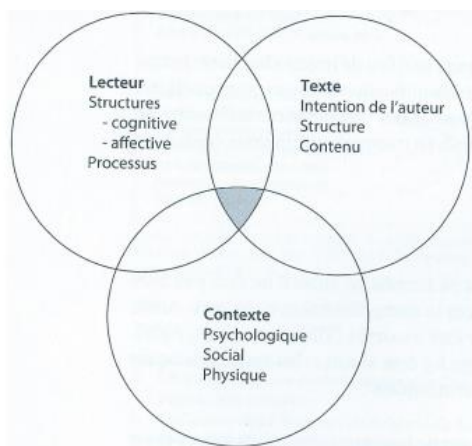 Lecteur
Structures
- cognitive
- affective
Processus
Texte
Intention de l'auteur
Structure
Contenu
Contexte
Psychologique
Social
Physique